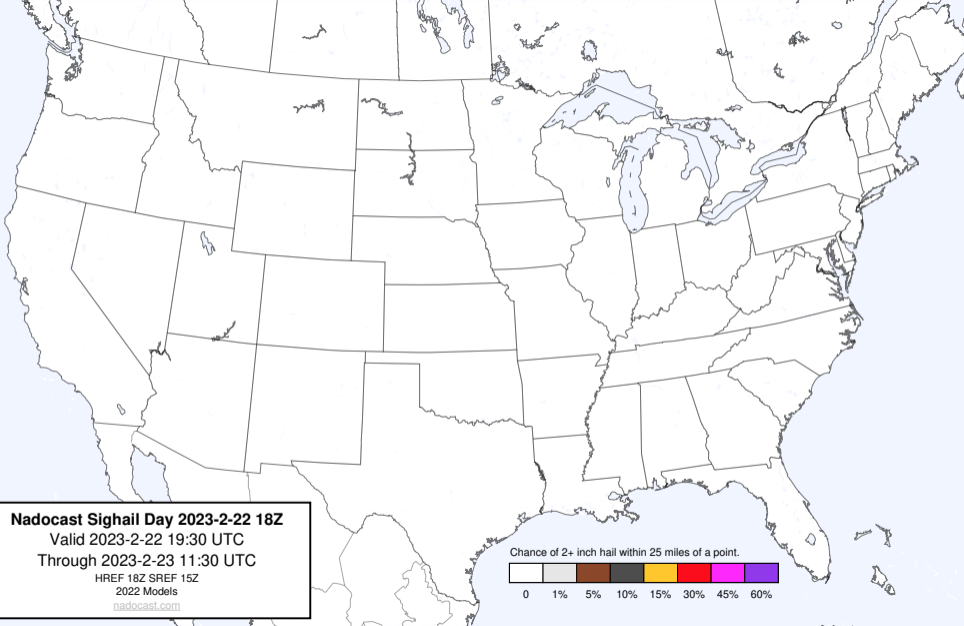 Nadocast Sighail Day 2023-2-22 18Z
Valid 2023-2-22 19:30 UTC
Through 2023-2-23 11:30 UTC
HREF 18Z SREF 15Z
2022 Models
nadocast.com
Chance of 2+ inch hail within 25 miles of a point.
0 1% 5% 10% 15% 30% 45% 60%